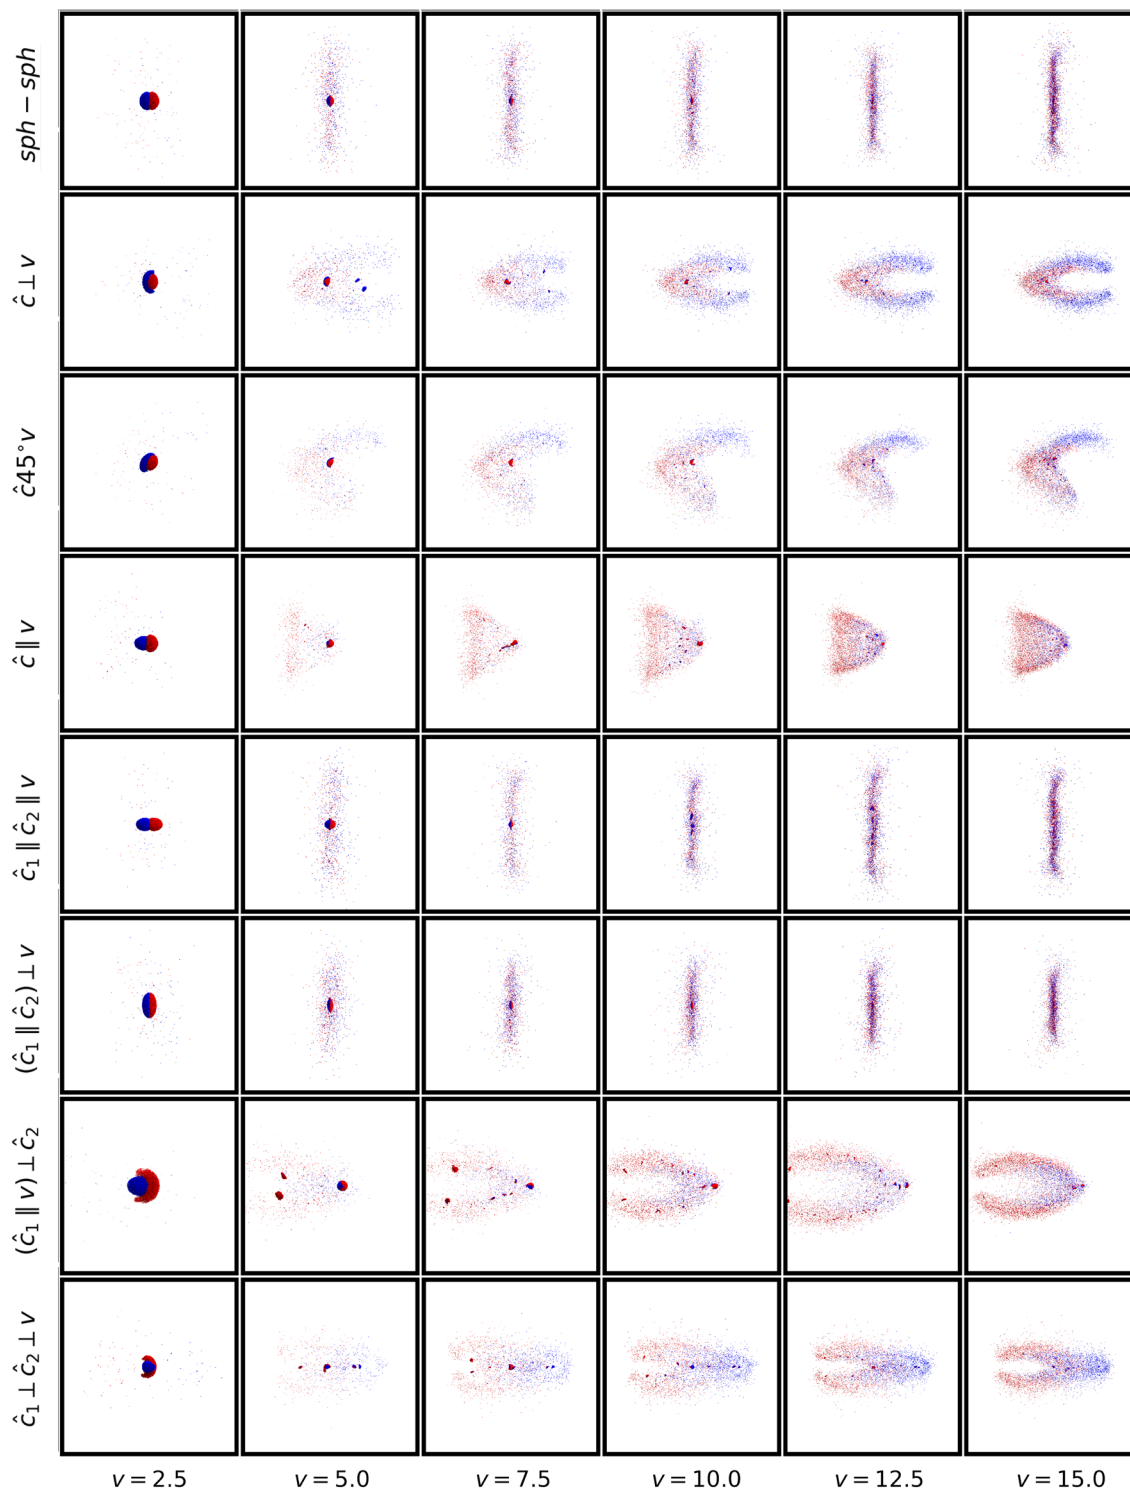 sph − sph
ĉ ⊥ v
ĉ45°v
ĉ ∥ v
ĉ₁ ∥ ĉ₂ ∥ v
(ĉ₁ ∥ ĉ₂) ⊥ v
(ĉ₁ ∥ v) ⊥ ĉ₂
ĉ₁ ⊥ ĉ₂ ⊥ v
v = 2.5 v = 5.0 v = 7.5 v = 10.0 v = 12.5 v = 15.0